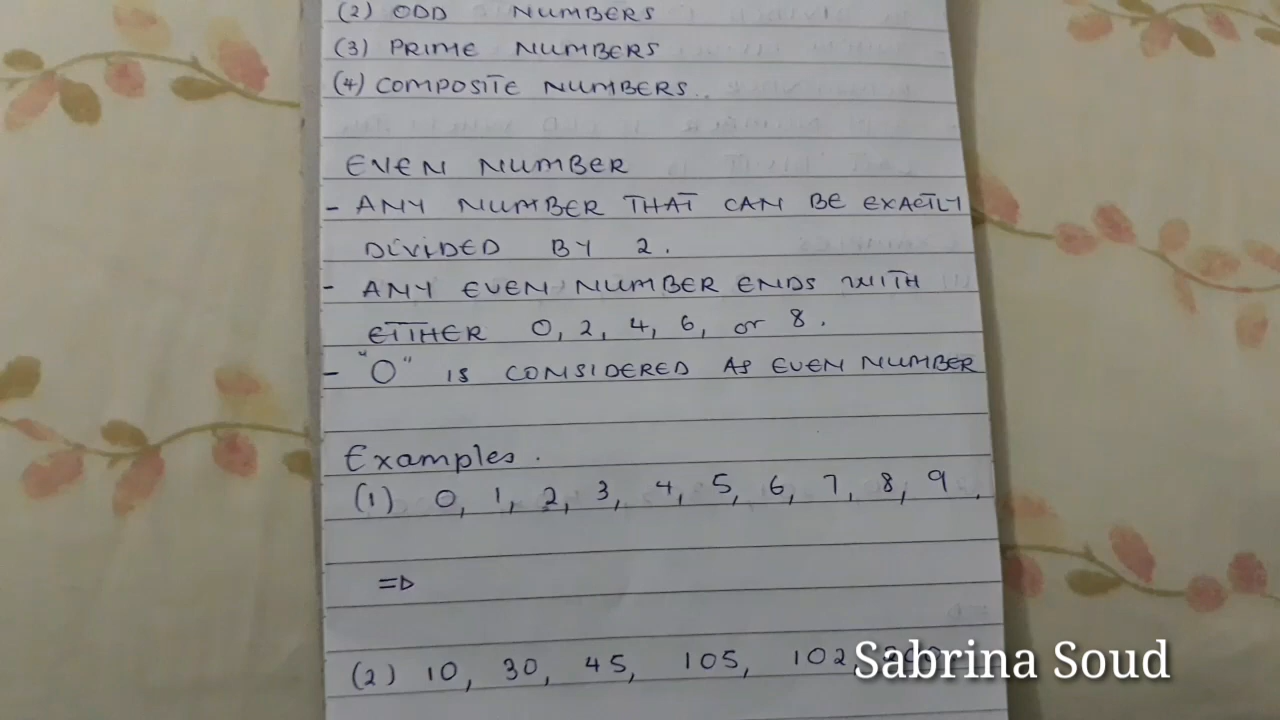 (2) ODD NUMBERS
(3) PRIME NUMBERS
(4) COMPOSITE NUMBERS.
EVEN NUMBER
- ANY NUMBER THAT CAN BE EXACTLY
DIVIDED BY 2.
- ANY EVEN NUMBER ENDS WITH
EITHER 0, 2, 4, 6, or 8.
- "0" IS CONSIDERED AS EVEN NUMBER
Examples.
(1) 0, 1, 2, 3, 4, 5, 6, 7, 8, 9.
⇒
(2) 10, 30, 45, 105, 102,
Sabrina Soud